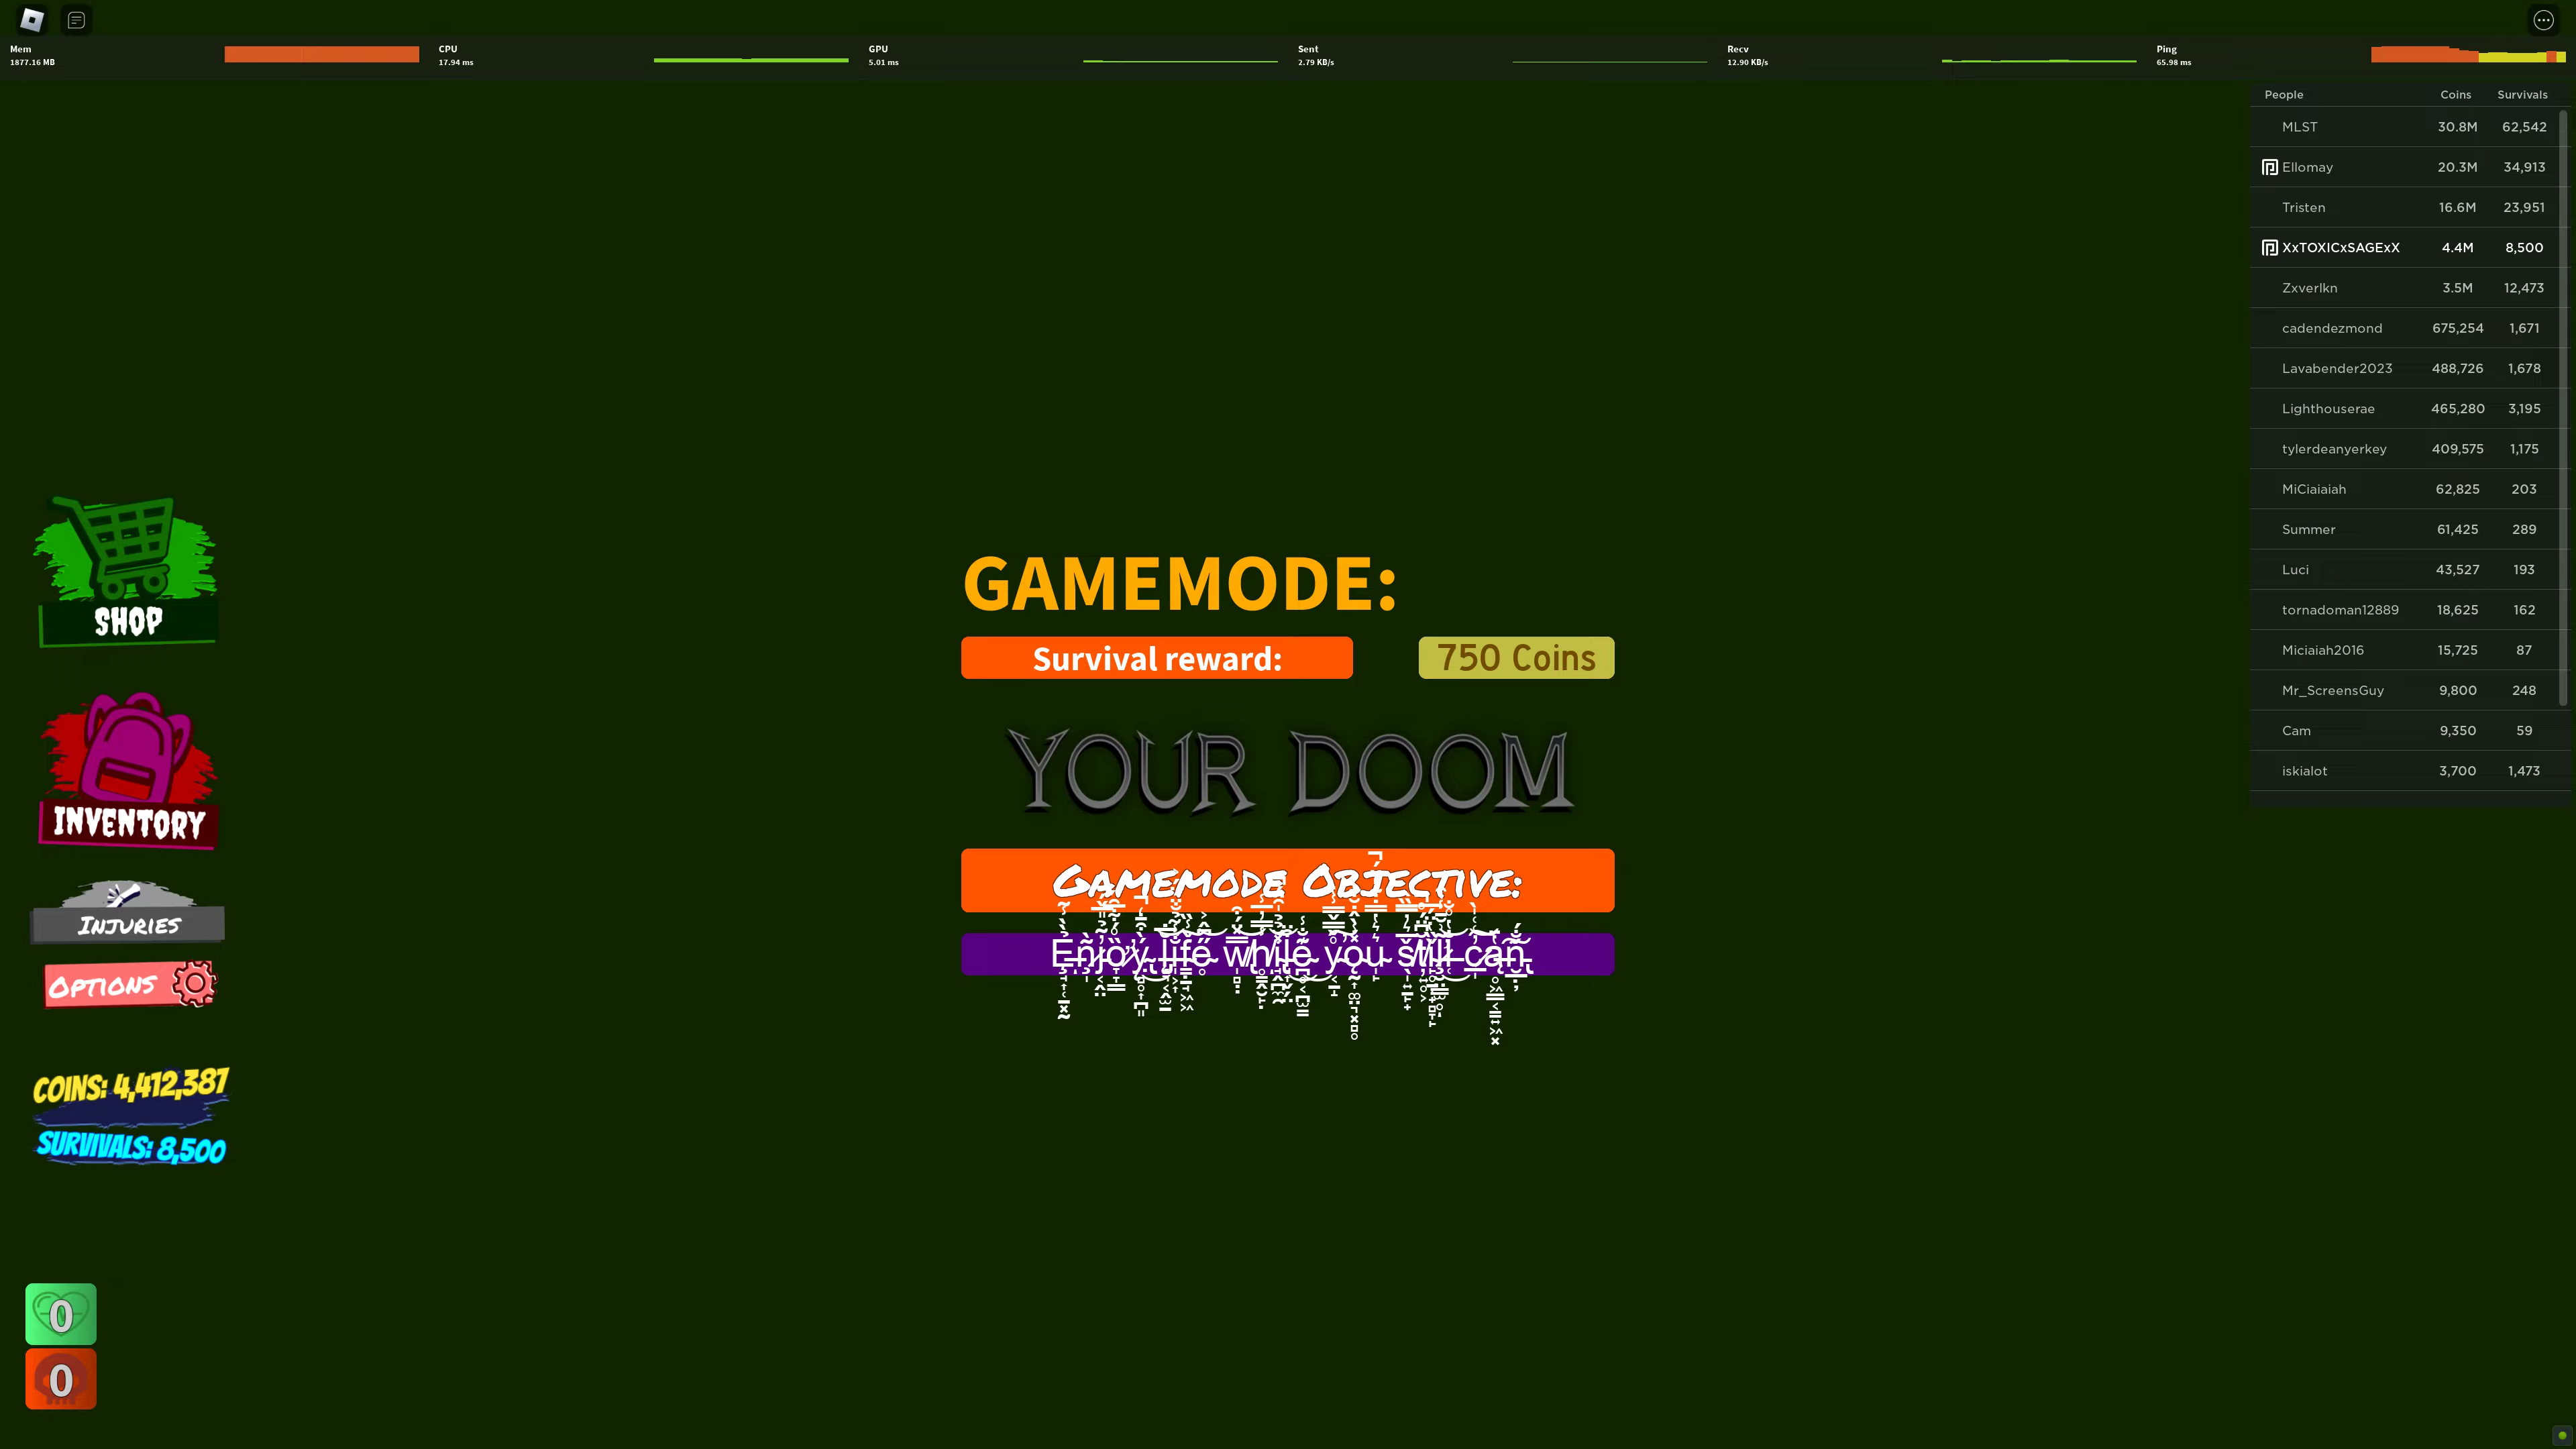 Mem
1877.16 MB
CPU
17.94 ms
GPU
5.01 ms
Sent
2.79 KB/s
Recv
12.90 KB/s
Ping
65.98 ms
People Coins Survivals
MLST 30.8M 62,542
Ellomay 20.3M 34,913
Tristen 16.6M 23,951
XxTOXICxSAGExX 4.4M 8,500
Zxverlkn 3.5M 12,473
cadendezmond 675,254 1,671
Lavabender2023 488,726 1,678
Lighthouserae 465,280 3,195
tylerdeanyerkey 409,575 1,175
MiCiaiaiah 62,825 203
Summer 61,425 289
Luci 43,527 193
tornadoman12889 18,625 162
Miciaiah2016 15,725 87
Mr_ScreensGuy 9,800 248
Cam 9,350 59
iskialot 3,700 1,473
SHOP
INVENTORY
INJURIES
OPTIONS
COINS: 4,412,387
SURVIVALS: 8,500
0
0
GAMEMODE:
Survival reward: 750 Coins
YOUR DOOM
GAMEMODE OBJECTIVE:
Enjoy life while you still can